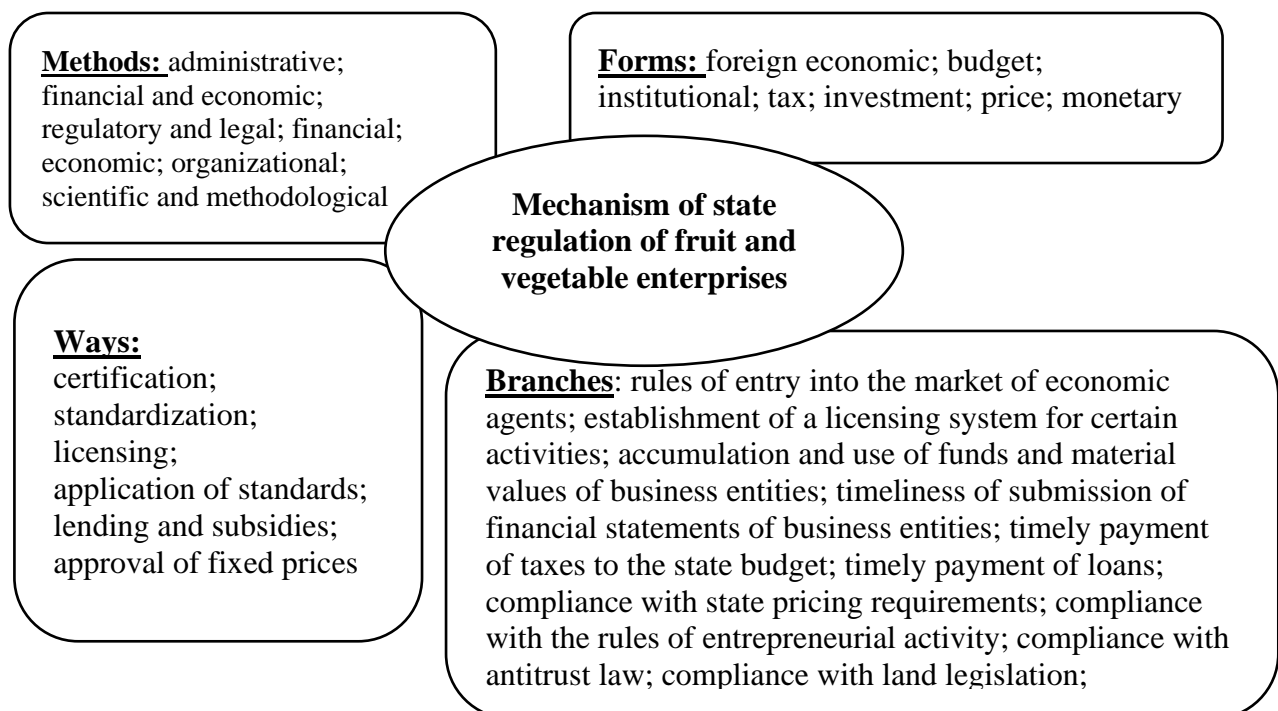 Methods: administrative;
financial and economic;
regulatory and legal; financial;
economic; organizational;
scientific and methodological
Forms: foreign economic; budget;
institutional; tax; investment; price; monetary
Mechanism of state
regulation of fruit and
vegetable enterprises
Ways:
certification;
standardization;
licensing;
application of standards;
lending and subsidies;
approval of fixed prices
Branches: rules of entry into the market of economic
agents; establishment of a licensing system for certain
activities; accumulation and use of funds and material
values of business entities; timeliness of submission of
financial statements of business entities; timely payment
of taxes to the state budget; timely payment of loans;
compliance with state pricing requirements; compliance
with the rules of entrepreneurial activity; compliance with
antitrust law; compliance with land legislation;